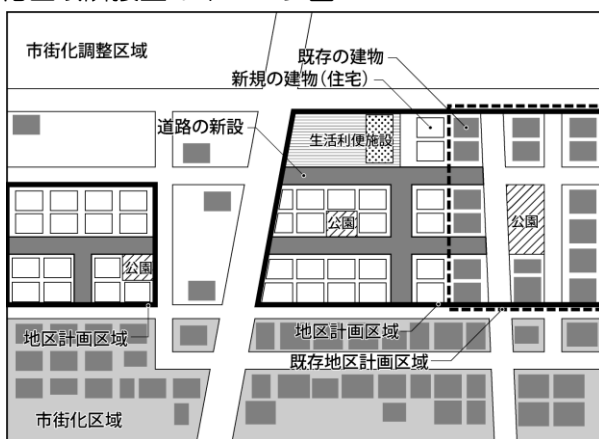 市街化調整区域
既存の建物
新規の建物(住宅)
道路の新設
生活利便施設
公園
公園
公園
地区計画区域
地区計画区域
既存地区計画区域
市街化区域